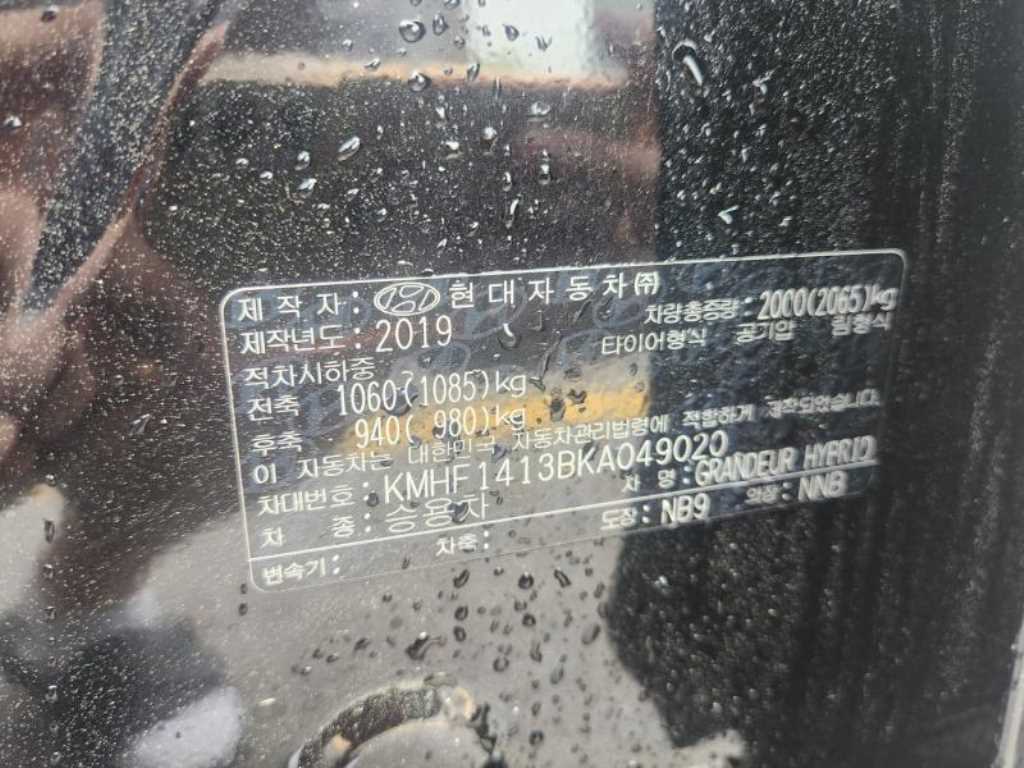 제작자: 현대자동차㈜ 차량총중량: 2000(2065)kg
제작년도: 2019 타이어형식 공기압 림형식
적차시하중
전축 1060(1085)kg
후축 940( 980)kg
이 자동차는 대한민국 자동차관리법령에 적합하게 제작되었습니다.
차대번호: KMHF1413BKA049020 차 명: GRANDEUR HYBRID
차 종: 승용차 도장: NB9 의장: NNB
변속기: 차축: